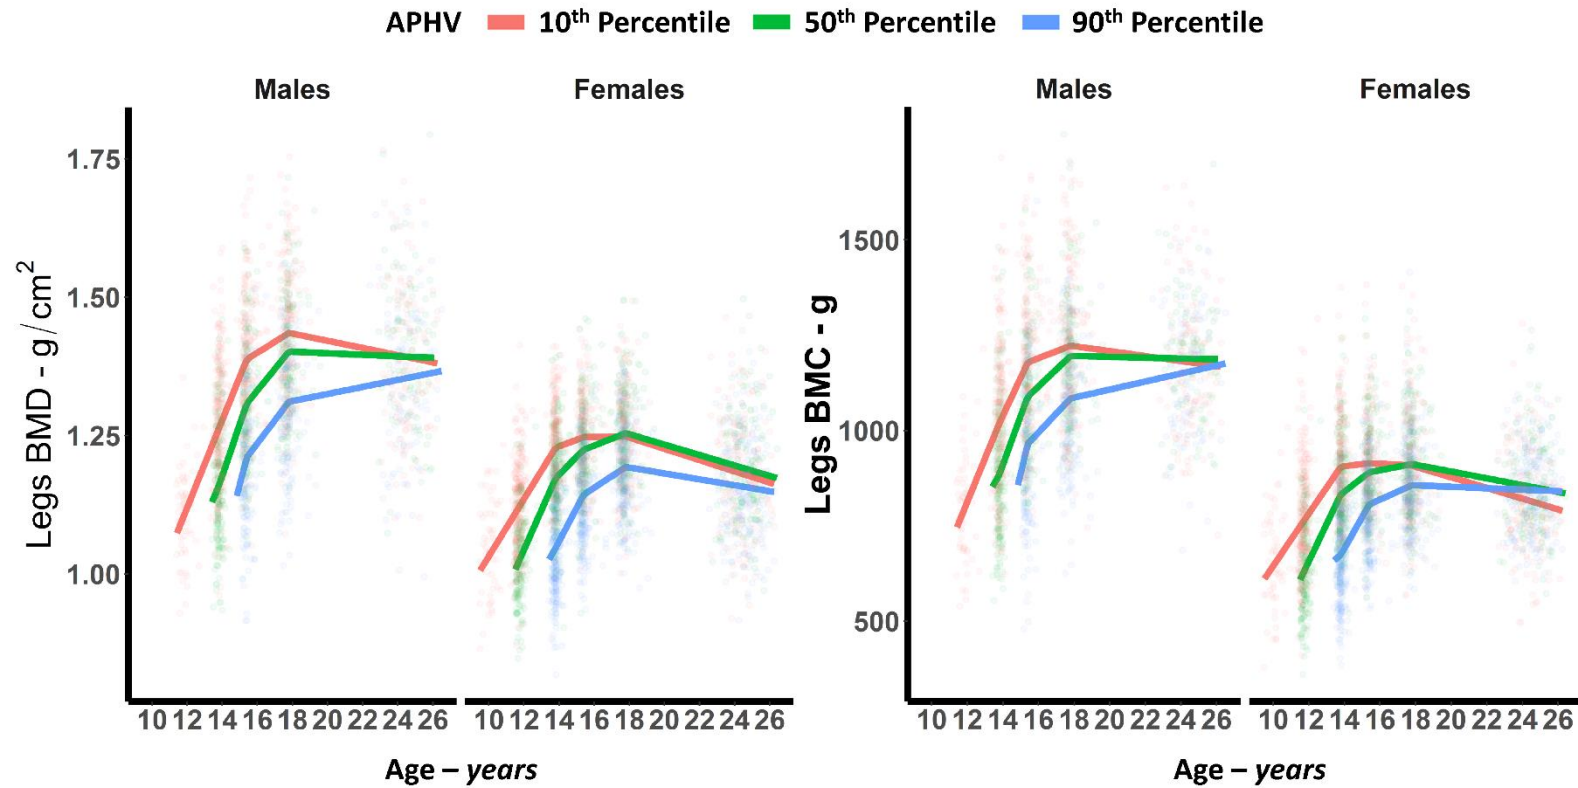 APHV 10th Percentile 50th Percentile 90th Percentile
Males Females Males Females
Legs BMD - g/cm2
1.75
1.50
1.25
1.00
10 12 14 16 18 20 22 24 26 10 12 14 16 18 20 22 24 26
Age – years
Legs BMC - g
1500
1000
500
10 12 14 16 18 20 22 24 26 10 12 14 16 18 20 22 24 26
Age – years